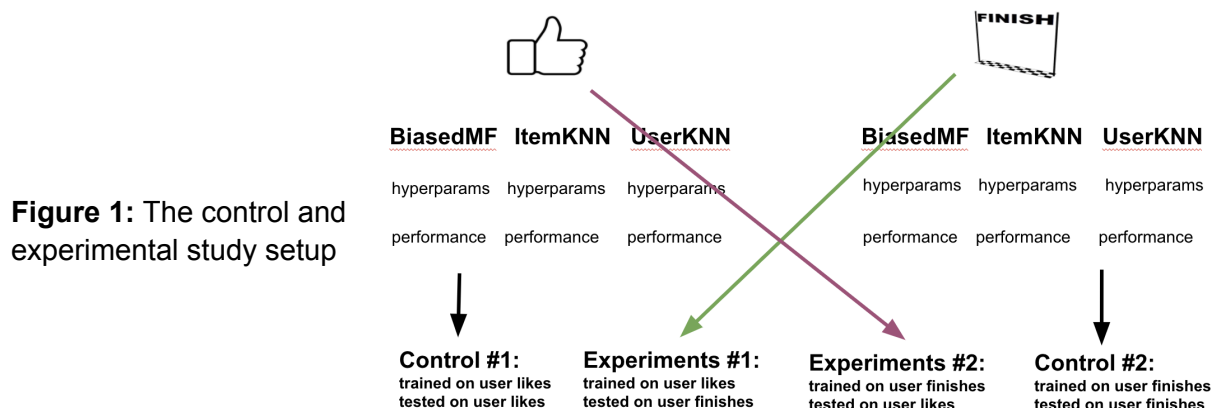 FINISH
BiasedMF ItemKNN UserKNN
hyperparams hyperparams hyperparams
performance performance performance
BiasedMF ItemKNN UserKNN
hyperparams hyperparams hyperparams
performance performance performance
Figure 1: The control and
experimental study setup
Control #1:
trained on user likes
tested on user likes
Experiments #1:
trained on user likes
tested on user finishes
Experiments #2:
trained on user finishes
tested on user likes
Control #2:
trained on user finishes
tested on user finishes